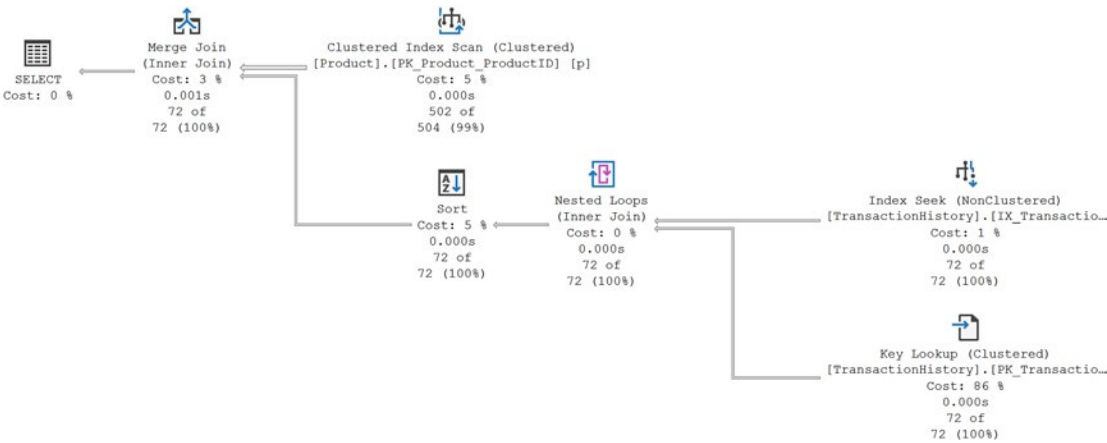 SELECT
Cost: 0 %
Merge Join
(Inner Join)
Cost: 3 %
0.001s
72 of
72 (100%)
Clustered Index Scan (Clustered)
[Product].[PK_Product_ProductID] [p]
Cost: 5 %
0.000s
502 of
504 (99%)
A
Z
Sort
Cost: 5 %
0.000s
72 of
72 (100%)
Nested Loops
(Inner Join)
Cost: 0 %
0.000s
72 of
72 (100%)
Index Seek (NonClustered)
[TransactionHistory].[IX_Transactio…
Cost: 1 %
0.000s
72 of
72 (100%)
Key Lookup (Clustered)
[TransactionHistory].[PK_Transactio…
Cost: 86 %
0.000s
72 of
72 (100%)